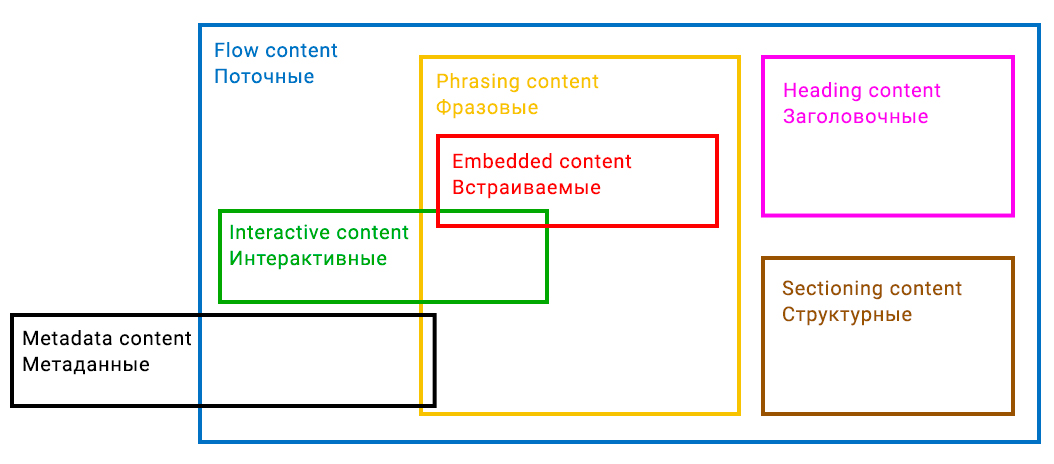 Flow content
Поточные
Phrasing content
Фразовые
Heading content
Заголовочные
Embedded content
Встраиваемые
Interactive content
Интерактивные
Sectioning content
Структурные
Metadata content
Метаданные